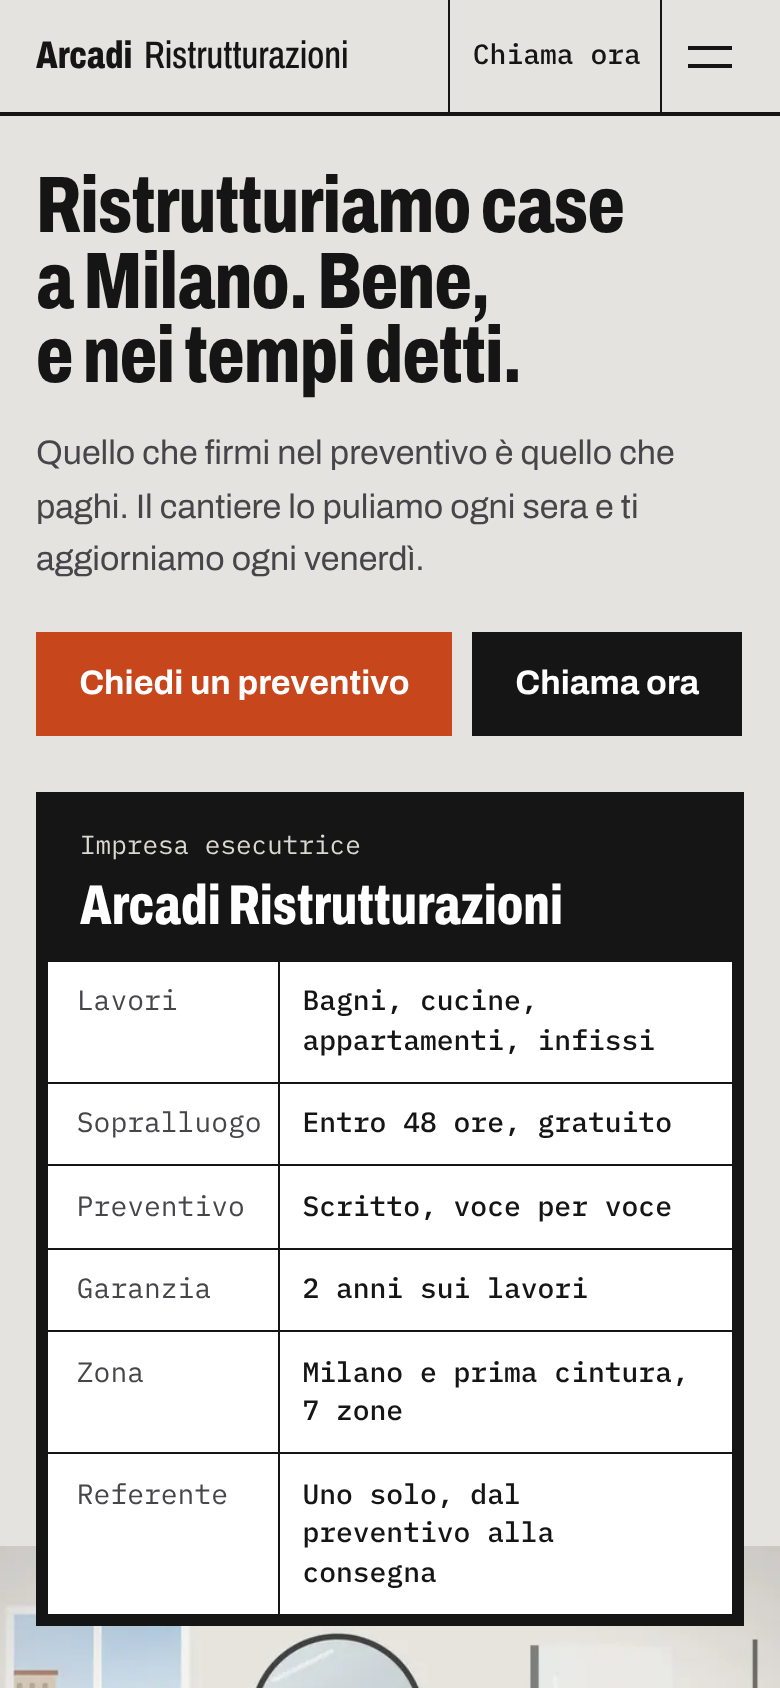 Arcadi Ristrutturazioni
Chiama ora
Ristrutturiamo case
a Milano. Bene,
e nei tempi detti.
Quello che firmi nel preventivo è quello che
paghi. Il cantiere lo puliamo ogni sera e ti
aggiorniamo ogni venerdì.
Chiedi un preventivo
Chiama ora
Impresa esecutrice
Arcadi Ristrutturazioni
Lavori
Bagni, cucine,
appartamenti, infissi
Sopralluogo
Entro 48 ore, gratuito
Preventivo
Scritto, voce per voce
Garanzia
2 anni sui lavori
Zona
Milano e prima cintura,
7 zone
Referente
Uno solo, dal
preventivo alla
consegna